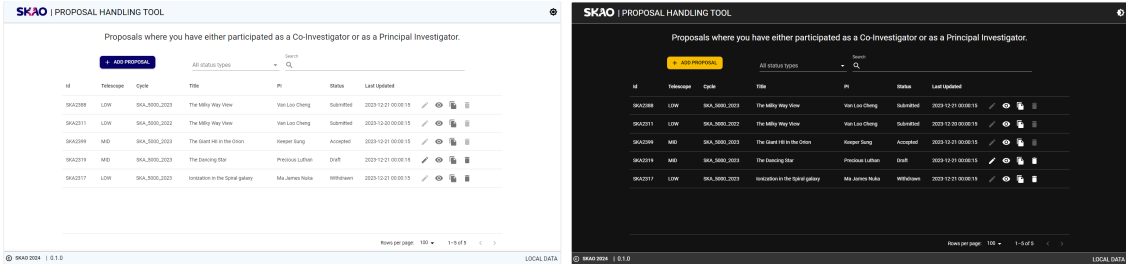 SKAO | PROPOSAL HANDLING TOOL
Proposals where you have either participated as a Co-Investigator or as a Principal Investigator.
+ ADD PROPOSAL
All status types
Search
Id Telescope Cycle Title PI Status Last Updated
SKA2388 LOW SKA_5000_2023 The Milky Way View Van Loo Cheng Submitted 2023-12-21 00:00:15
SKA2311 LOW SKA_5000_2022 The Milky Way View Van Loo Cheng Submitted 2023-12-20 00:00:15
SKA2399 MID SKA_5000_2023 The Giant Hii in the Orion Keeper Sung Accepted 2023-12-21 00:00:15
SKA2319 MID SKA_5000_2023 The Dancing Star Precious Luthan Draft 2023-12-21 00:00:15
SKA2317 LOW SKA_5000_2023 Ionization in the Spiral galaxy Ma James Nuka Withdrawn 2023-12-21 00:00:15
Rows per page: 100 1–5 of 5
© SKAO 2024 | 0.1.0 LOCAL DATA
SKAO | PROPOSAL HANDLING TOOL
Proposals where you have either participated as a Co-Investigator or as a Principal Investigator.
+ ADD PROPOSAL
All status types
Search
Id Telescope Cycle Title PI Status Last Updated
SKA2388 LOW SKA_5000_2023 The Milky Way View Van Loo Cheng Submitted 2023-12-21 00:00:15
SKA2311 LOW SKA_5000_2022 The Milky Way View Van Loo Cheng Submitted 2023-12-20 00:00:15
SKA2399 MID SKA_5000_2023 The Giant Hii in the Orion Keeper Sung Accepted 2023-12-21 00:00:15
SKA2319 MID SKA_5000_2023 The Dancing Star Precious Luthan Draft 2023-12-21 00:00:15
SKA2317 LOW SKA_5000_2023 Ionization in the Spiral galaxy Ma James Nuka Withdrawn 2023-12-21 00:00:15
Rows per page: 100 1–5 of 5
© SKAO 2024 | 0.1.0 LOCAL DATA